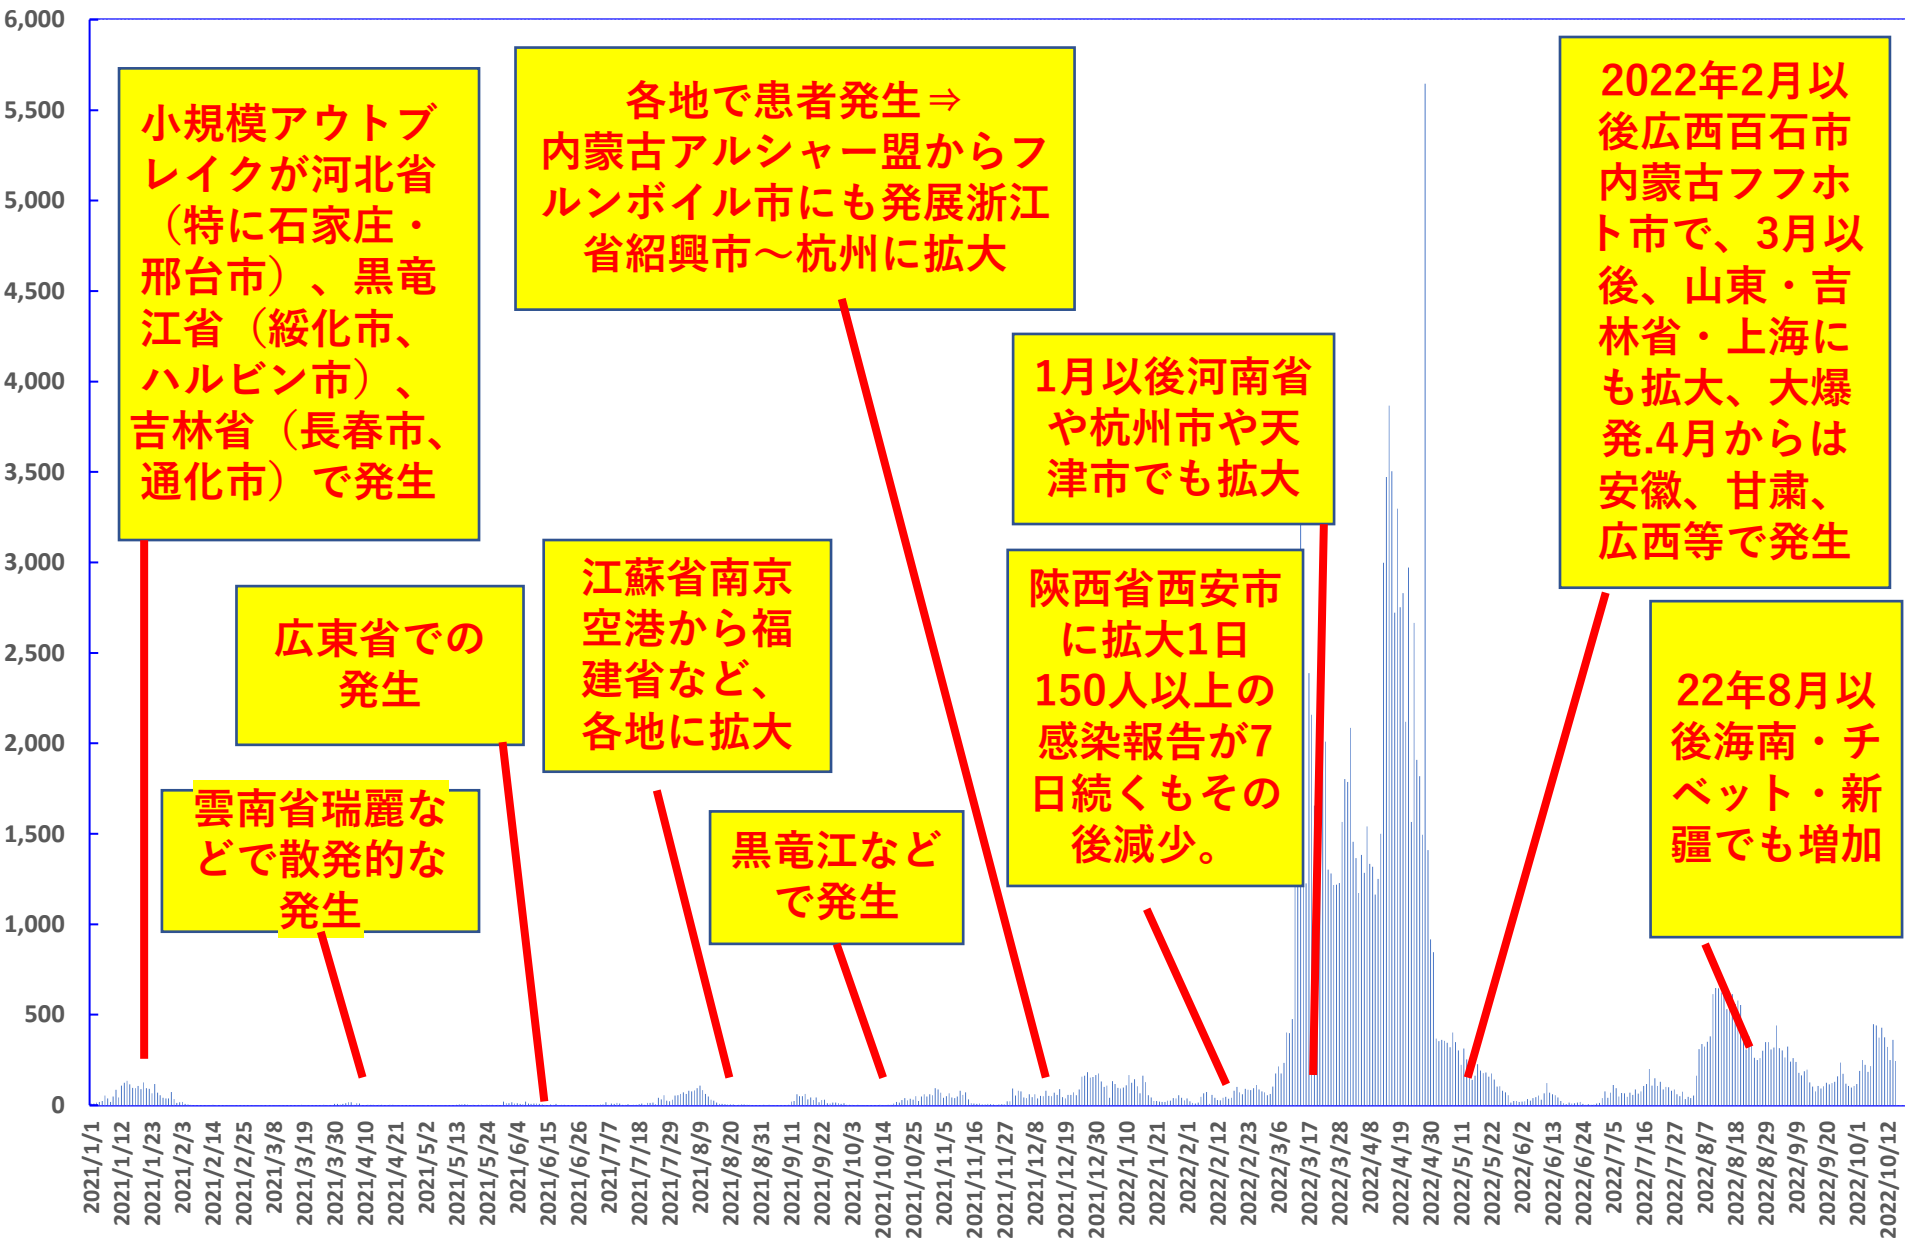 6,000
5,500
5,000
4,500
4,000
3,500
3,000
2,500
2,000
1,500
1,000
500
0
小規模アウトブ
レイクが河北省
（特に石家庄・
邢台市）、黒竜
江省（綏化市、
ハルビン市）、
吉林省（長春市、
通化市）で発生
各地で患者発生⇒
内蒙古アルシャー盟からフ
ルンボイル市にも発展浙江
省紹興市～杭州に拡大
2022年2月以
後広西百石市
内蒙古フフホ
ト市で、3月以
後、山東・吉
林省・上海に
も拡大、大爆
発.4月からは
安徽、甘粛、
広西等で発生
1月以後河南省
や杭州市や天
津市でも拡大
江蘇省南京
空港から福
建省など、
各地に拡大
陝西省西安市
に拡大1日
150人以上の
感染報告が7
日続くもその
後減少。
広東省での
発生
22年8月以
後海南・チ
ベット・新
疆でも増加
雲南省瑞麗な
どで散発的な
発生
黒竜江など
で発生
2021/1/1
2021/1/12
2021/1/23
2021/2/3
2021/2/14
2021/2/25
2021/3/8
2021/3/19
2021/3/30
2021/4/10
2021/4/21
2021/5/2
2021/5/13
2021/5/24
2021/6/4
2021/6/15
2021/6/26
2021/7/7
2021/7/18
2021/7/29
2021/8/9
2021/8/20
2021/8/31
2021/9/11
2021/9/22
2021/10/3
2021/10/14
2021/10/25
2021/11/5
2021/11/16
2021/11/27
2021/12/8
2021/12/19
2021/12/30
2022/1/10
2022/1/21
2022/2/1
2022/2/12
2022/2/23
2022/3/6
2022/3/17
2022/3/28
2022/4/8
2022/4/19
2022/4/30
2022/5/11
2022/5/22
2022/6/2
2022/6/13
2022/6/24
2022/7/5
2022/7/16
2022/7/27
2022/8/7
2022/8/18
2022/8/29
2022/9/9
2022/9/20
2022/10/1
2022/10/12